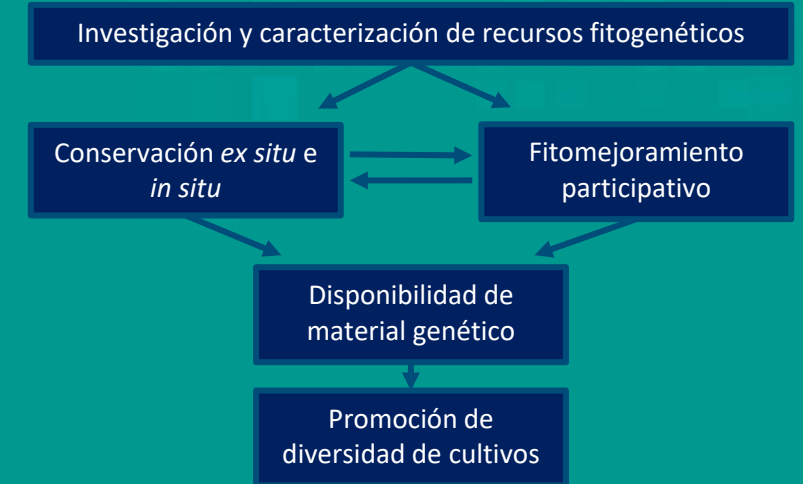 Investigación y caracterización de recursos fitogenéticos
Conservación ex situ e
in situ
Fitomejoramiento
participativo
Disponibilidad de
material genético
Promoción de
diversidad de cultivos